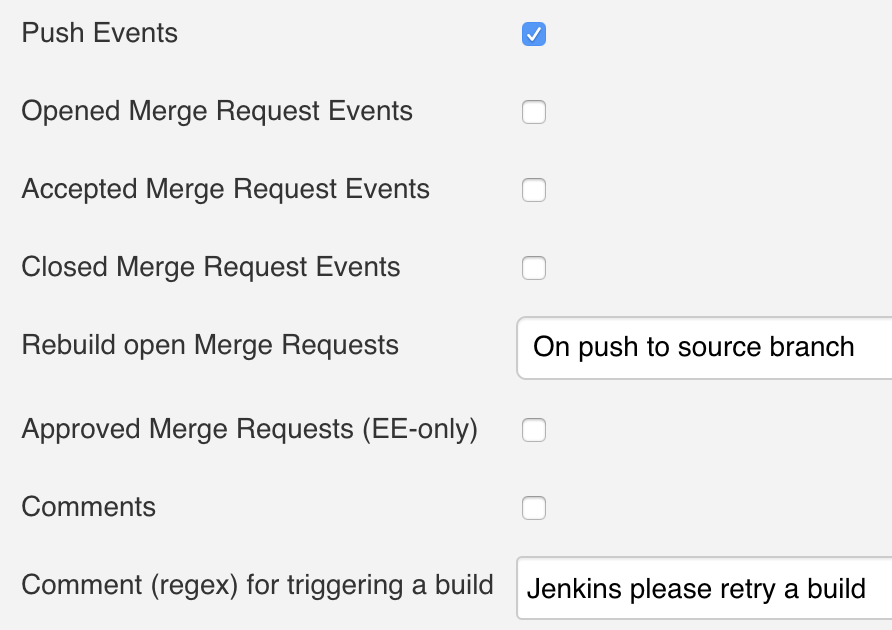 Push Events
Opened Merge Request Events
Accepted Merge Request Events
Closed Merge Request Events
Rebuild open Merge Requests On push to source branch
Approved Merge Requests (EE-only)
Comments
Comment (regex) for triggering a build Jenkins please retry a build